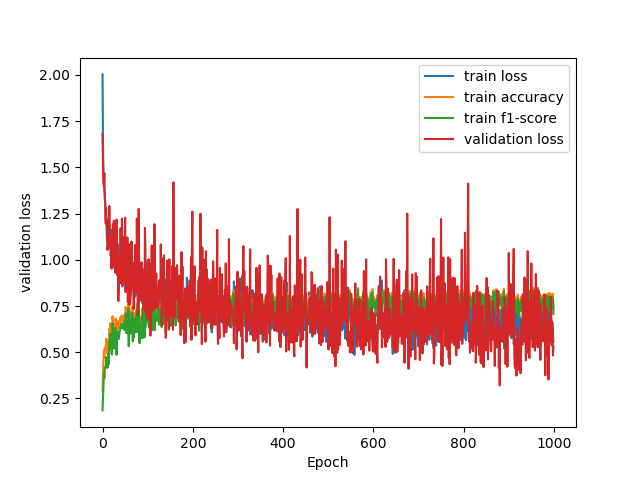 train loss
train accuracy
train f1-score
validation loss
2.00
1.75
1.50
1.25
1.00
0.75
0.50
0.25
validation loss
0
200
400
600
800
1000
Epoch